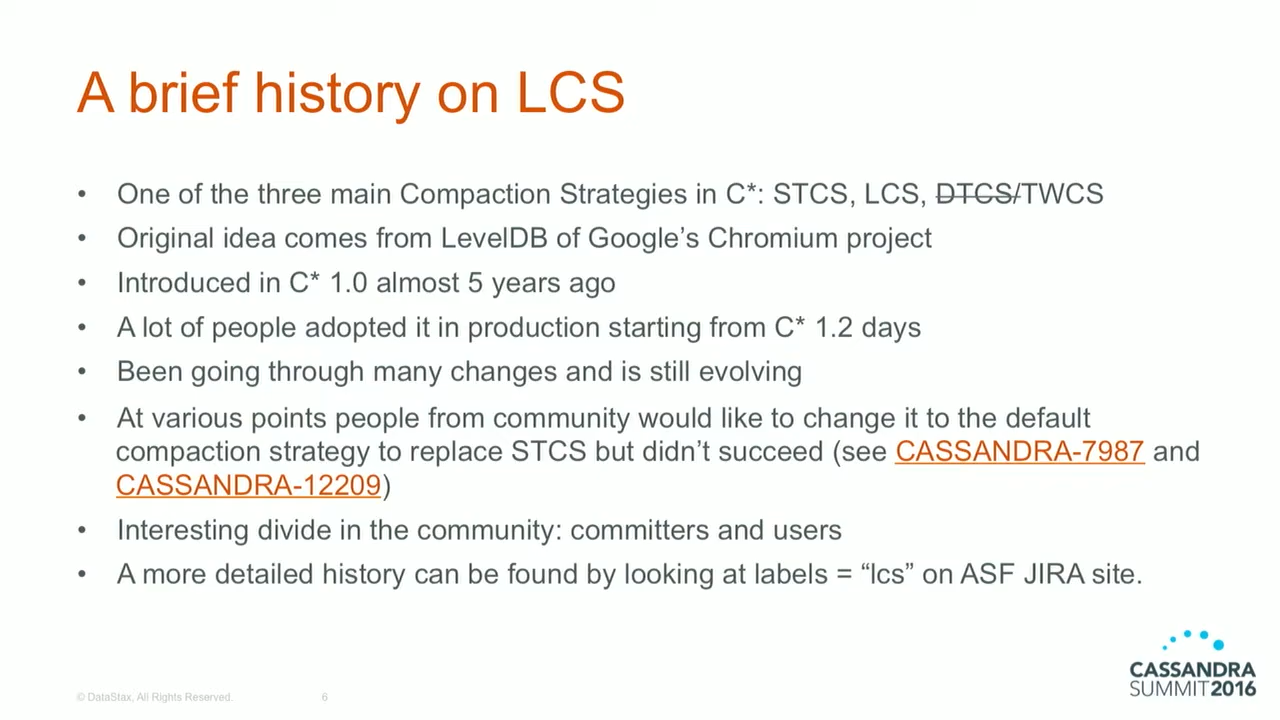 A brief history on LCS
• One of the three main Compaction Strategies in C*: STCS, LCS, DTCS/TWCS
• Original idea comes from LevelDB of Google’s Chromium project
• Introduced in C* 1.0 almost 5 years ago
• A lot of people adopted it in production starting from C* 1.2 days
• Been going through many changes and is still evolving
• At various points people from community would like to change it to the default
compaction strategy to replace STCS but didn’t succeed (see CASSANDRA-7987 and
CASSANDRA-12209)
• Interesting divide in the community: committers and users
• A more detailed history can be found by looking at labels = “lcs” on ASF JIRA site.
© DataStax, All Rights Reserved. 6
CASSANDRA
SUMMIT2016